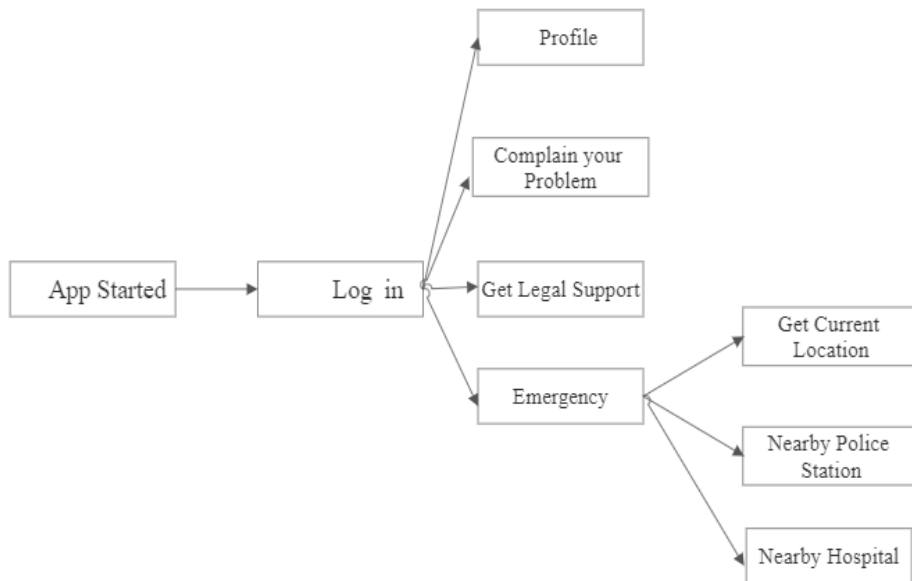 Profile
Complain your
Problem
App Started
Log in
Get Legal Support
Emergency
Get Current
Location
Nearby Police
Station
Nearby Hospital